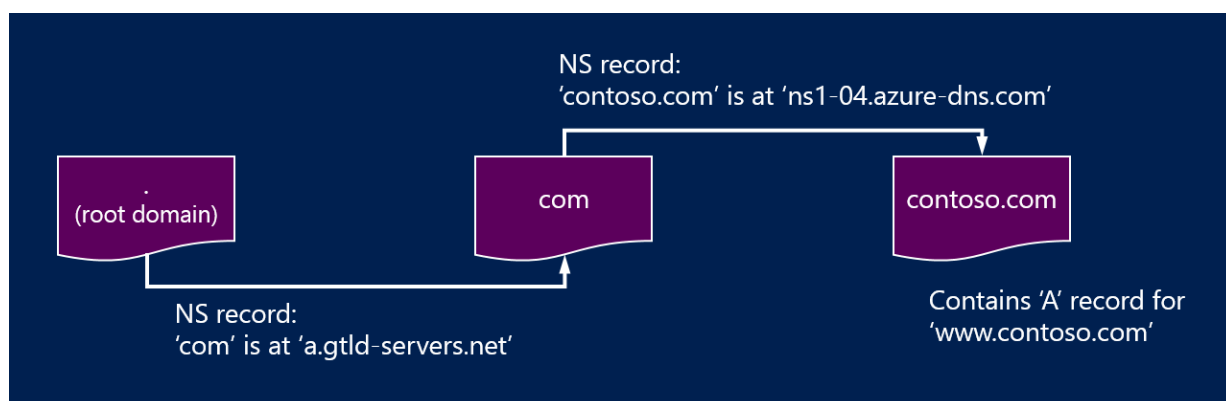 NS record:
‘contoso.com’ is at ‘ns1-04.azure-dns.com’
.
(root domain)
com
contoso.com
NS record:
‘com’ is at ‘a.gtld-servers.net’
Contains ‘A’ record for
‘www.contoso.com’